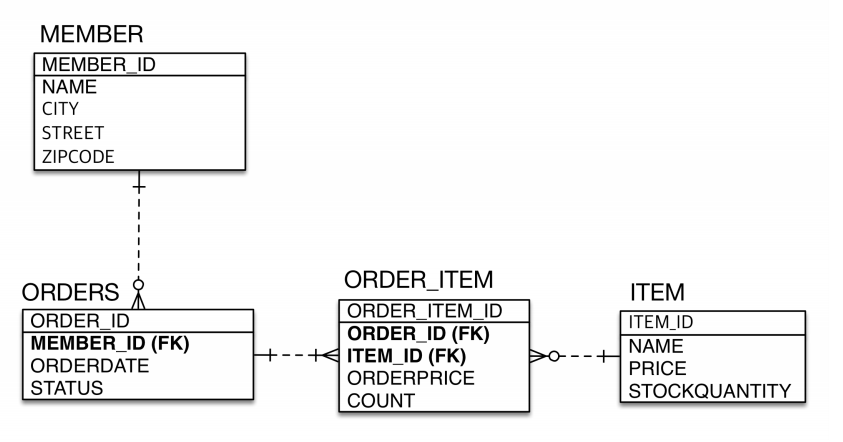 MEMBER
MEMBER_ID
NAME
CITY
STREET
ZIPCODE
ORDERS
ORDER_ID
MEMBER_ID (FK)
ORDERDATE
STATUS
ORDER_ITEM
ORDER_ITEM_ID
ORDER_ID (FK)
ITEM_ID (FK)
ORDERPRICE
COUNT
ITEM
ITEM_ID
NAME
PRICE
STOCKQUANTITY